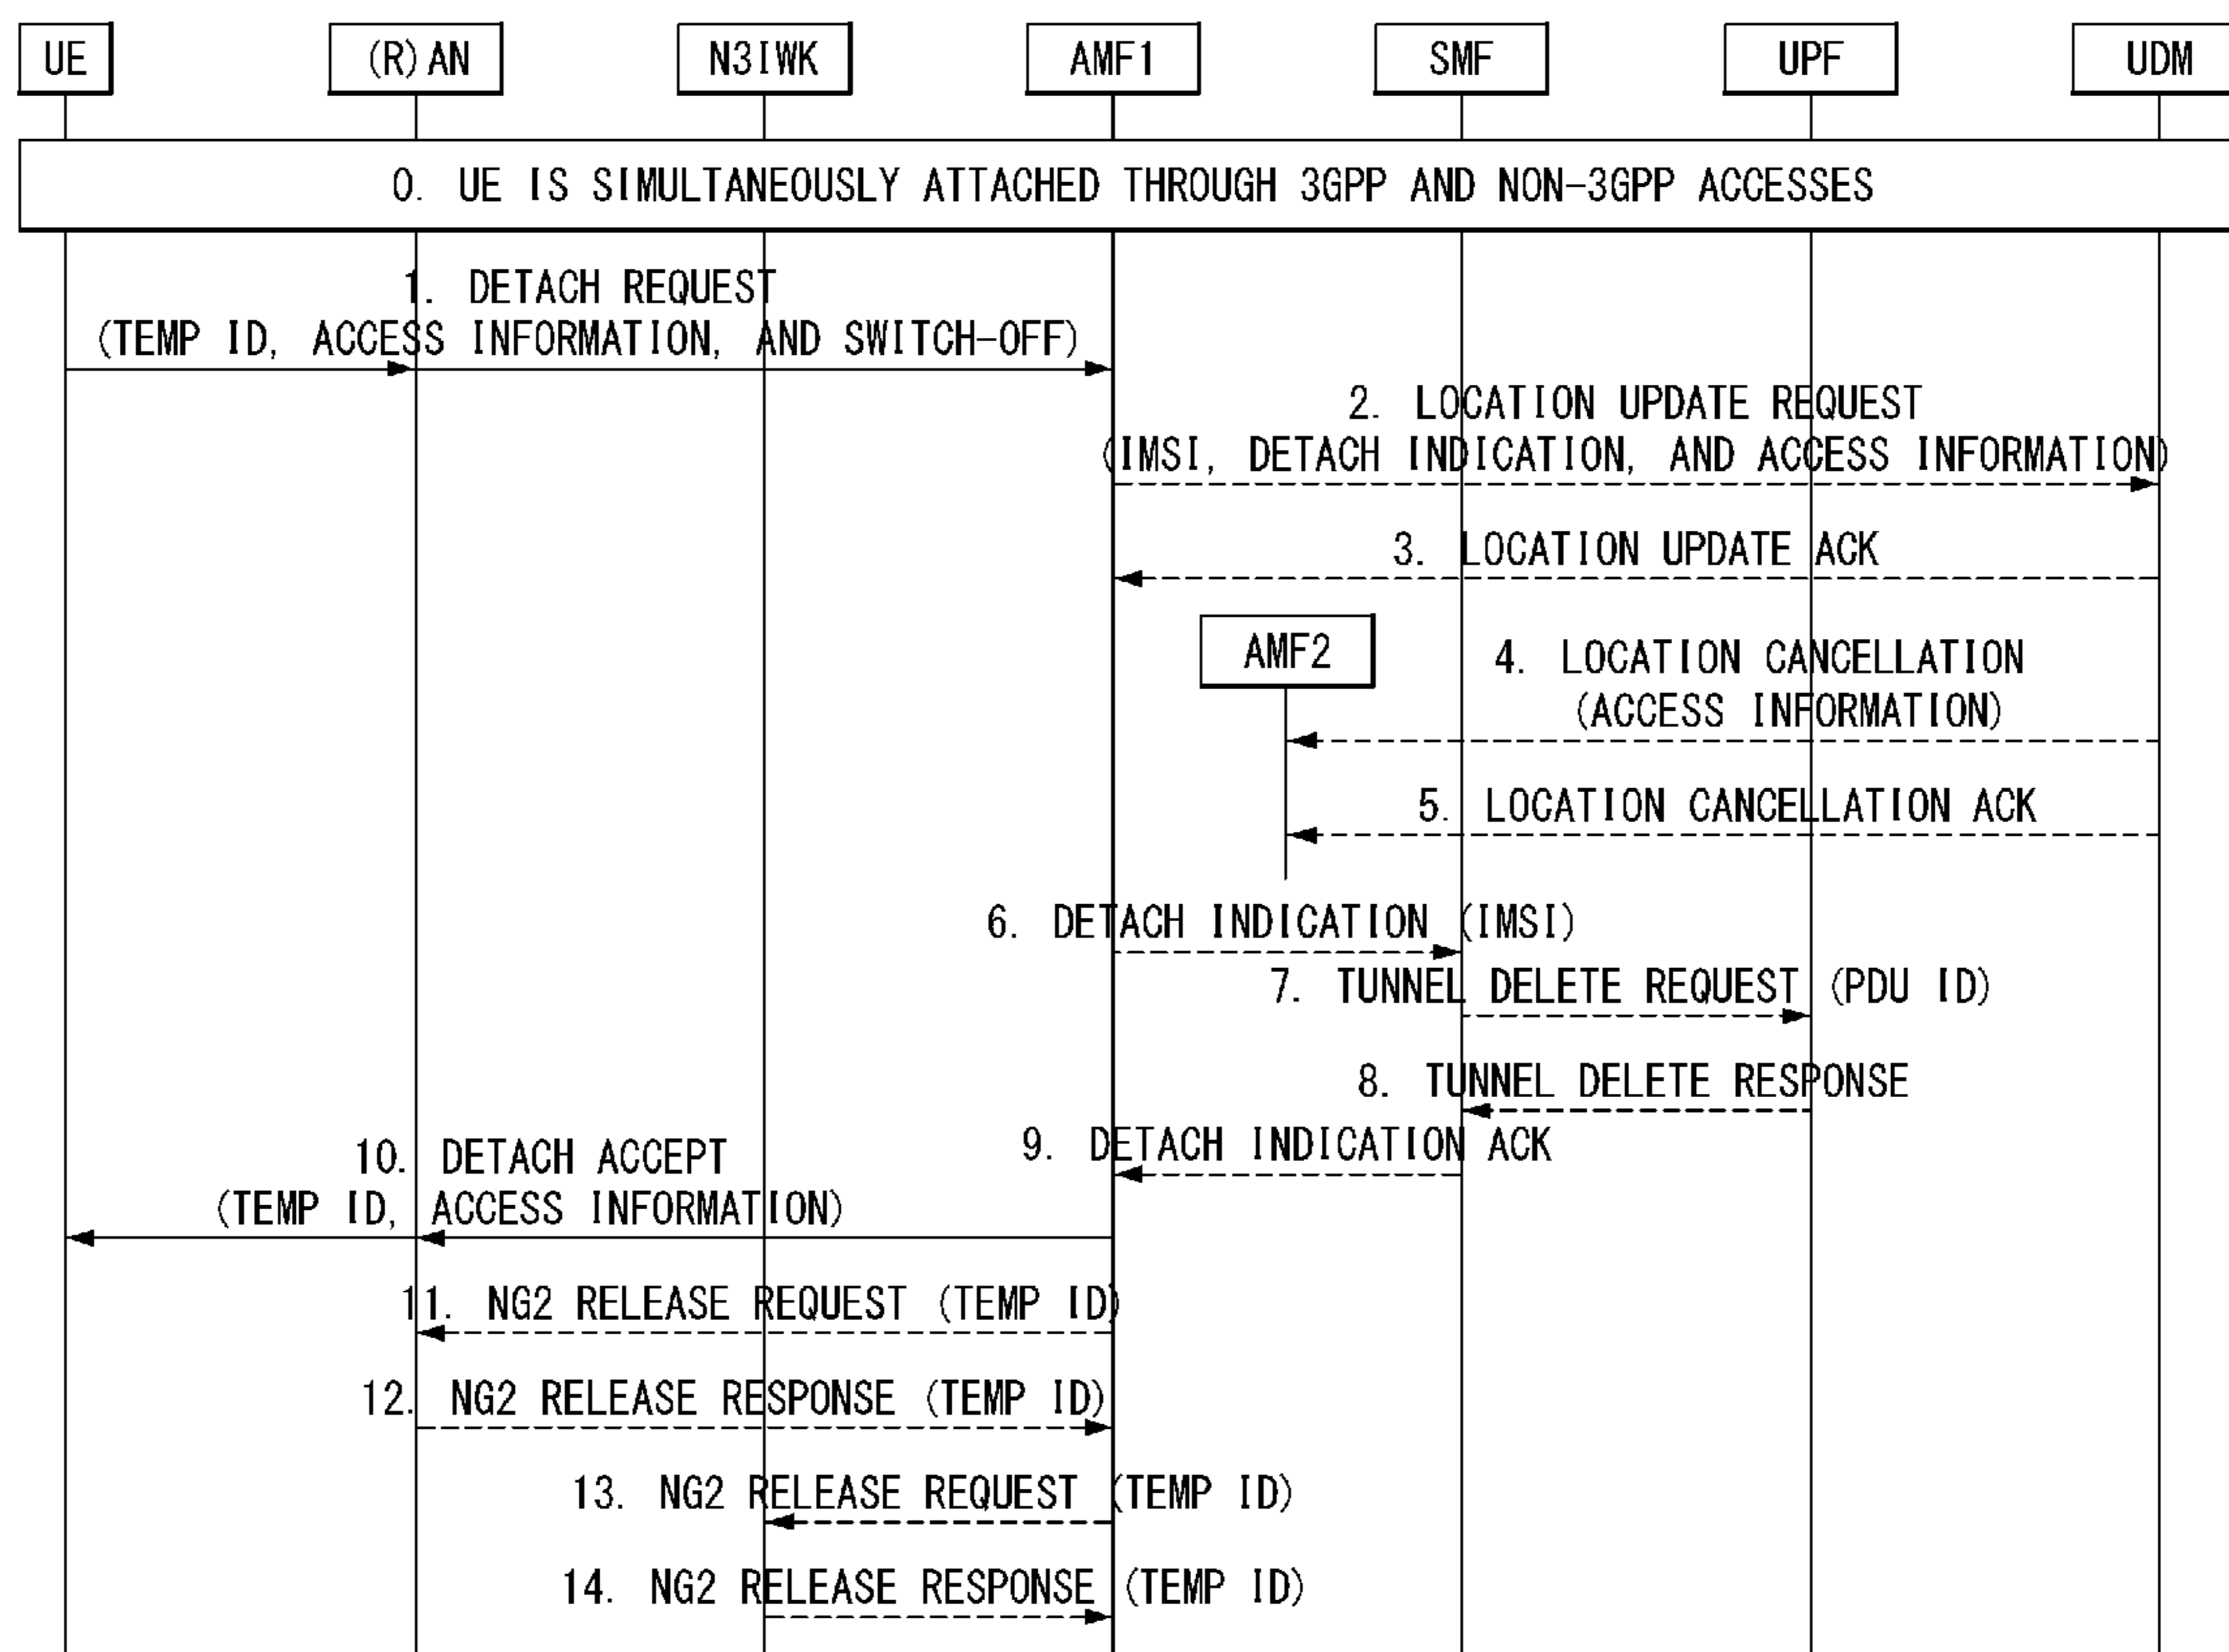 UE
(R)AN
N3IWK
AMF1
SMF
UPF
UDM
0. UE IS SIMULTANEOUSLY ATTACHED THROUGH 3GPP AND NON-3GPP ACCESSES
1. DETACH REQUEST
(TEMP ID, ACCESS INFORMATION, AND SWITCH-OFF)
2. LOCATION UPDATE REQUEST
(IMSI, DETACH INDICATION, AND ACCESS INFORMATION)
3. LOCATION UPDATE ACK
AMF2
4. LOCATION CANCELLATION
(ACCESS INFORMATION)
5. LOCATION CANCELLATION ACK
6. DETACH INDICATION (IMSI)
7. TUNNEL DELETE REQUEST (PDU ID)
8. TUNNEL DELETE RESPONSE
9. DETACH INDICATION ACK
10. DETACH ACCEPT
(TEMP ID, ACCESS INFORMATION)
11. NG2 RELEASE REQUEST (TEMP ID)
12. NG2 RELEASE RESPONSE (TEMP ID)
13. NG2 RELEASE REQUEST (TEMP ID)
14. NG2 RELEASE RESPONSE (TEMP ID)